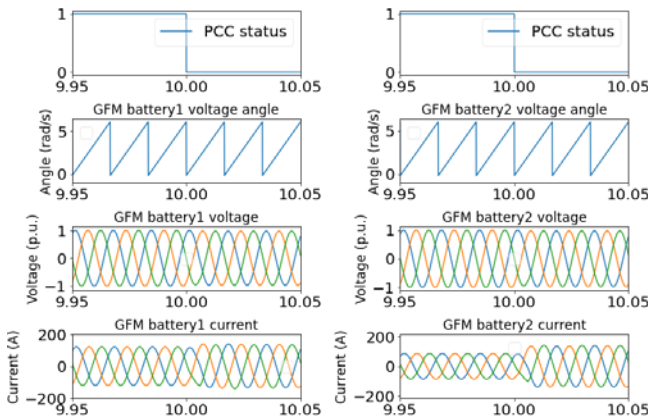 1
PCC status
0
9.95 10.00 10.05
GFM battery1 voltage angle
Angle (rad/s)
5
0
9.95 10.00 10.05
GFM battery1 voltage
Voltage (p.u.)
1
0
−1
9.95 10.00 10.05
GFM battery1 current
Current (A)
200
0
−200
9.95 10.00 10.05
1
PCC status
0
9.95 10.00 10.05
GFM battery2 voltage angle
Angle (rad/s)
5
0
9.95 10.00 10.05
GFM battery2 voltage
Voltage (p.u.)
1
0
−1
9.95 10.00 10.05
GFM battery2 current
Current (A)
200
0
−200
9.95 10.00 10.05